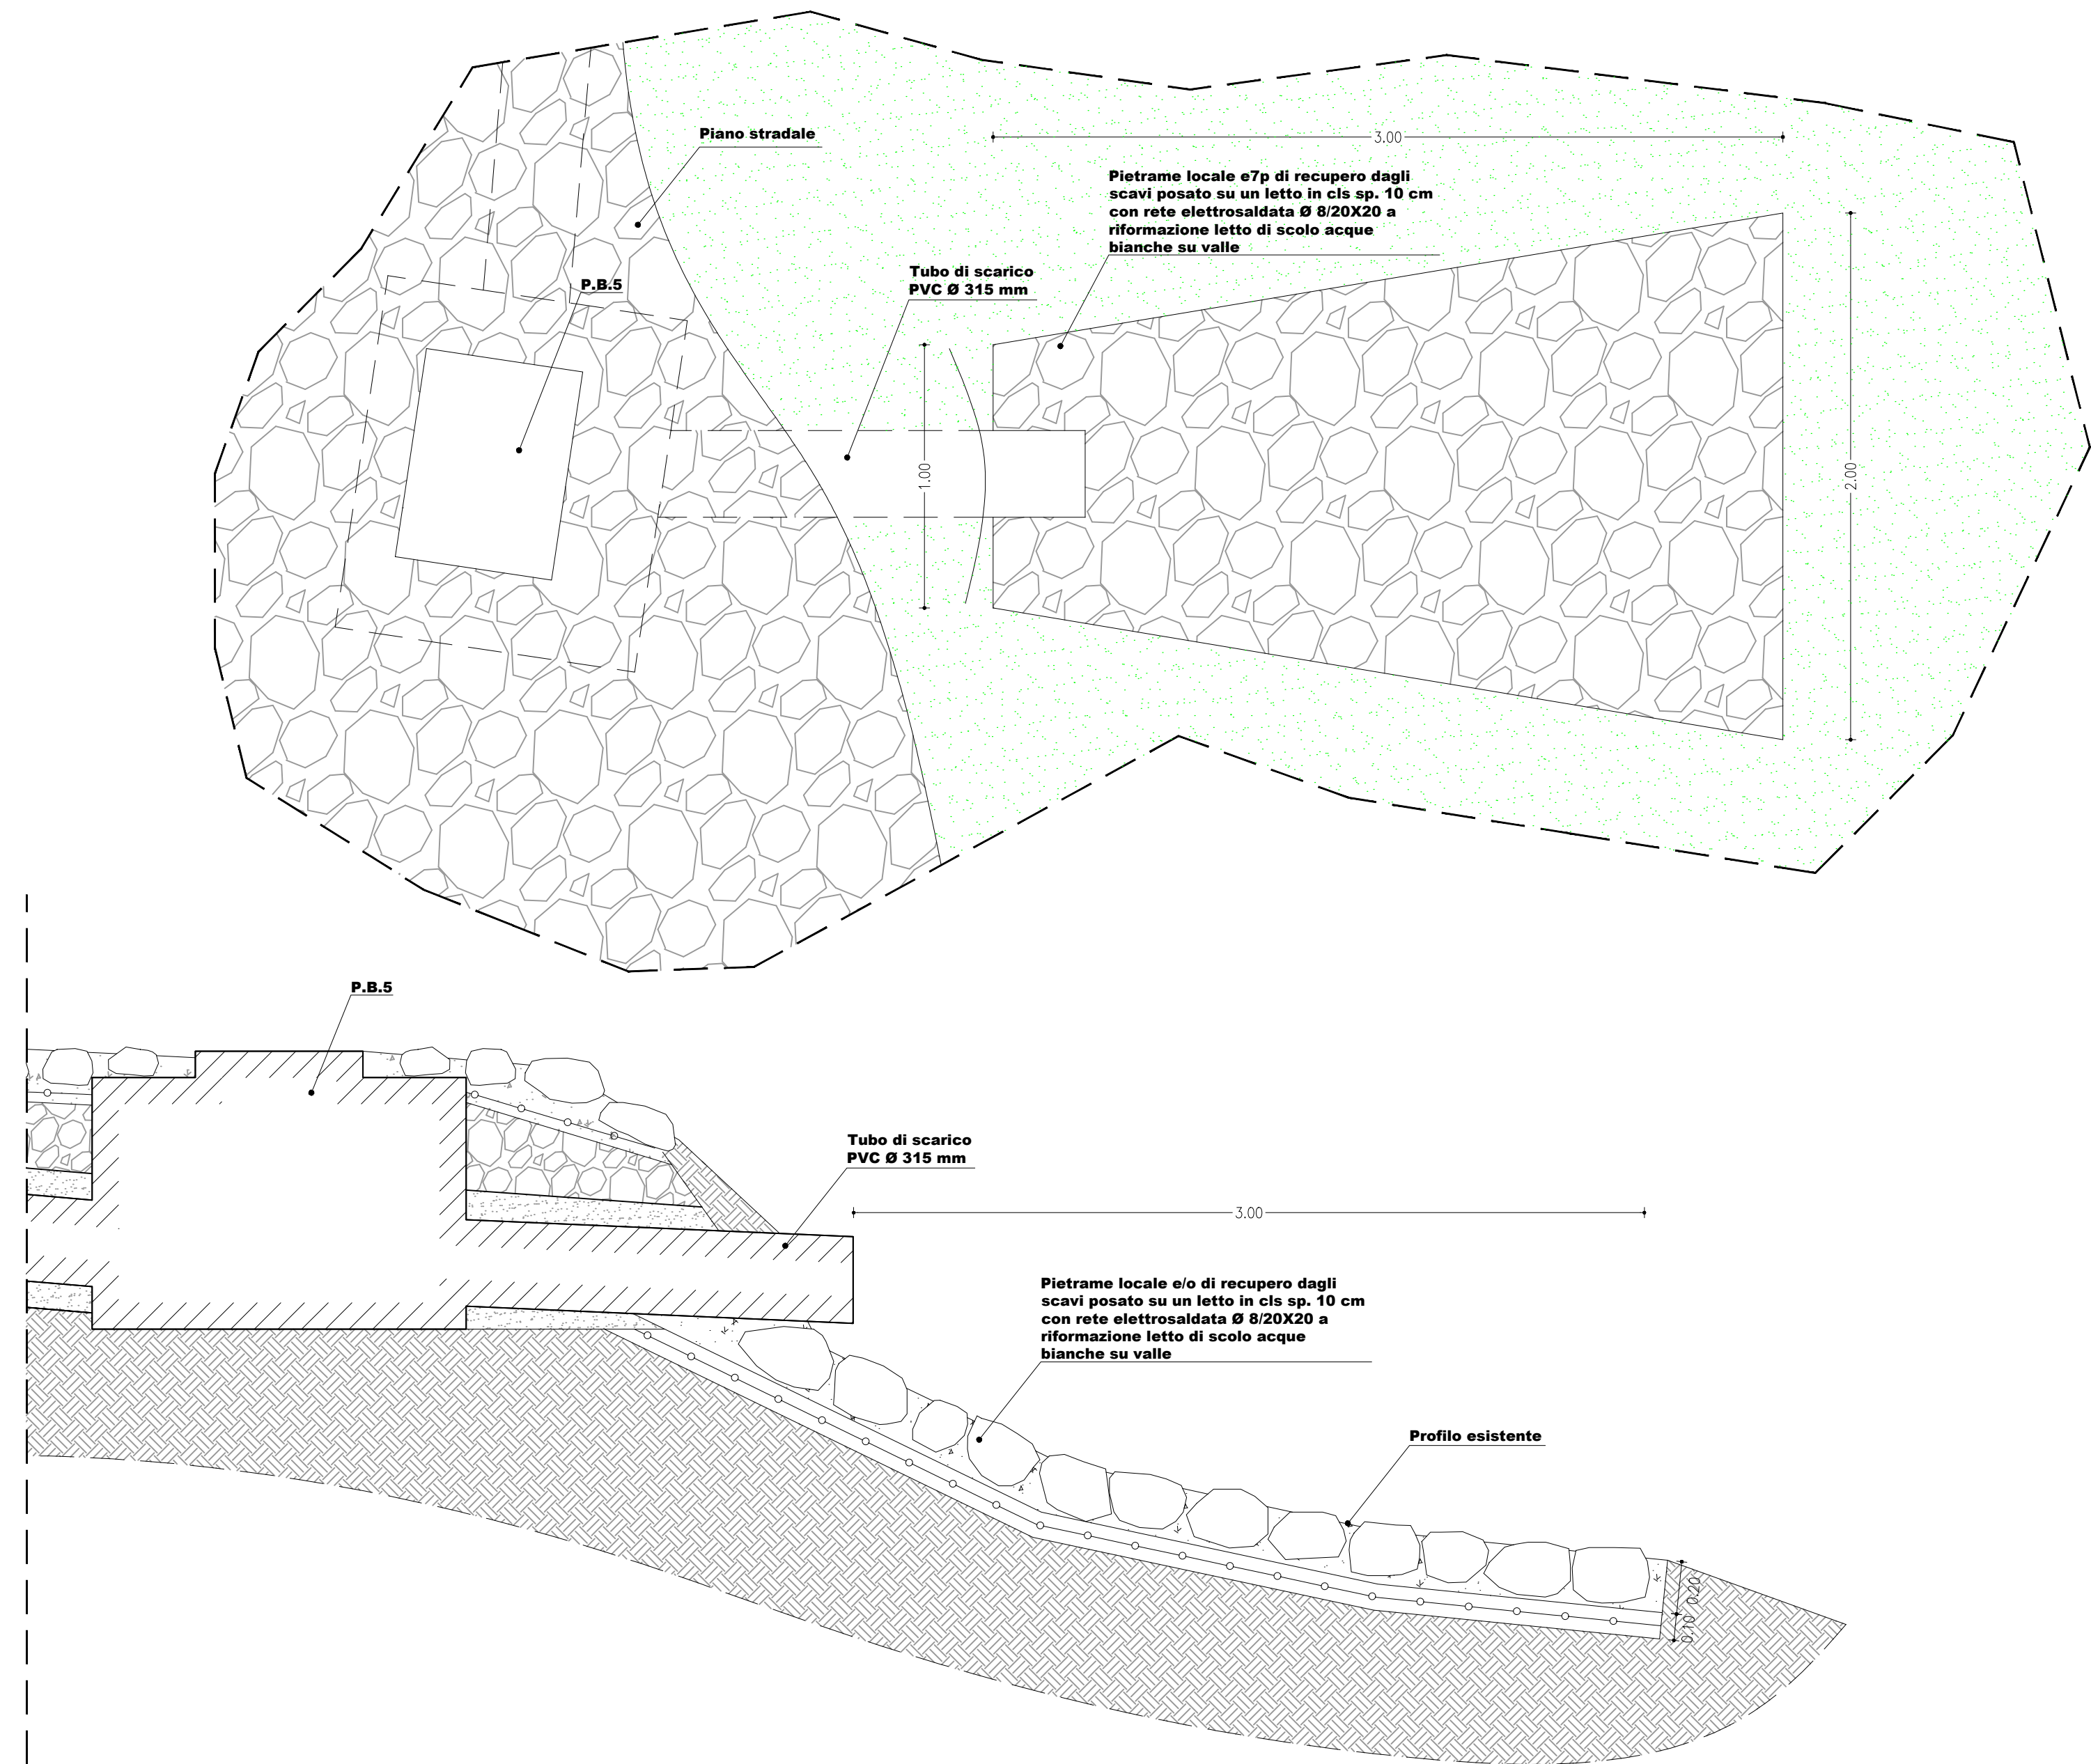 Piano stradale
3.00
Pietrame locale e7p di recupero dagli
scavi posato su un letto in cls sp. 10 cm
con rete elettrosaldata Ø 8/20X20 a
riformazione letto di scolo acque
bianche su valle
Tubo di scarico
PVC Ø 315 mm
P.B.5
1.00
2.00
P.B.5
Tubo di scarico
PVC Ø 315 mm
3.00
Pietrame locale e/o di recupero dagli
scavi posato su un letto in cls sp. 10 cm
con rete elettrosaldata Ø 8/20X20 a
riformazione letto di scolo acque
bianche su valle
Profilo esistente
0.20
0.10